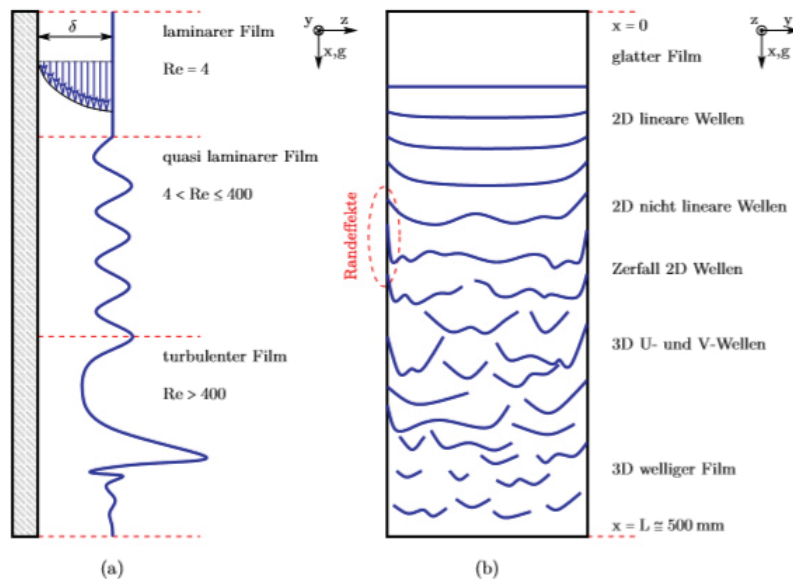 δ
laminarer Film
Re = 4
y
z
x,g
quasi laminarer Film
4 < Re ≤ 400
turbulenter Film
Re > 400
(a)
z
y
x,g
x = 0
glatter Film
2D lineare Wellen
2D nicht lineare Wellen
Randeffekte
Zerfall 2D Wellen
3D U- und V-Wellen
3D welliger Film
x = L ≅ 500 mm
(b)